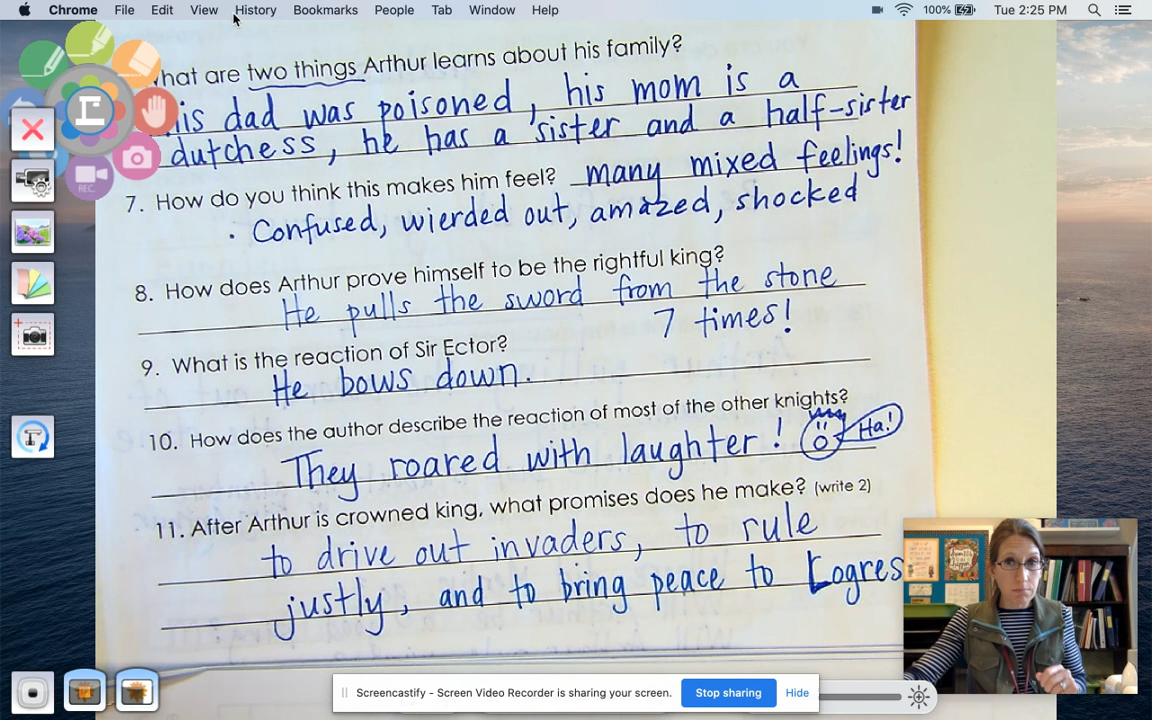 Chrome File Edit View History Bookmarks People Tab Window Help 100% Tue 2:25 PM
hat are two things Arthur learns about his family?
is dad was poisoned, his mom is a
dutchess, he has a sister and a half-sister
7. How do you think this makes him feel? many mixed feelings!
. Confused, wierded out, amazed, shocked
8. How does Arthur prove himself to be the rightful king?
He pulls the sword from the stone
7 times!
9. What is the reaction of Sir Ector?
He bows down.
10. How does the author describe the reaction of most of the other knights?
They roared with laughter! Ha!
11. After Arthur is crowned king, what promises does he make? (write 2)
to drive out invaders, to rule
justly, and to bring peace to Logres
REC
Screencastify - Screen Video Recorder is sharing your screen. Stop sharing Hide